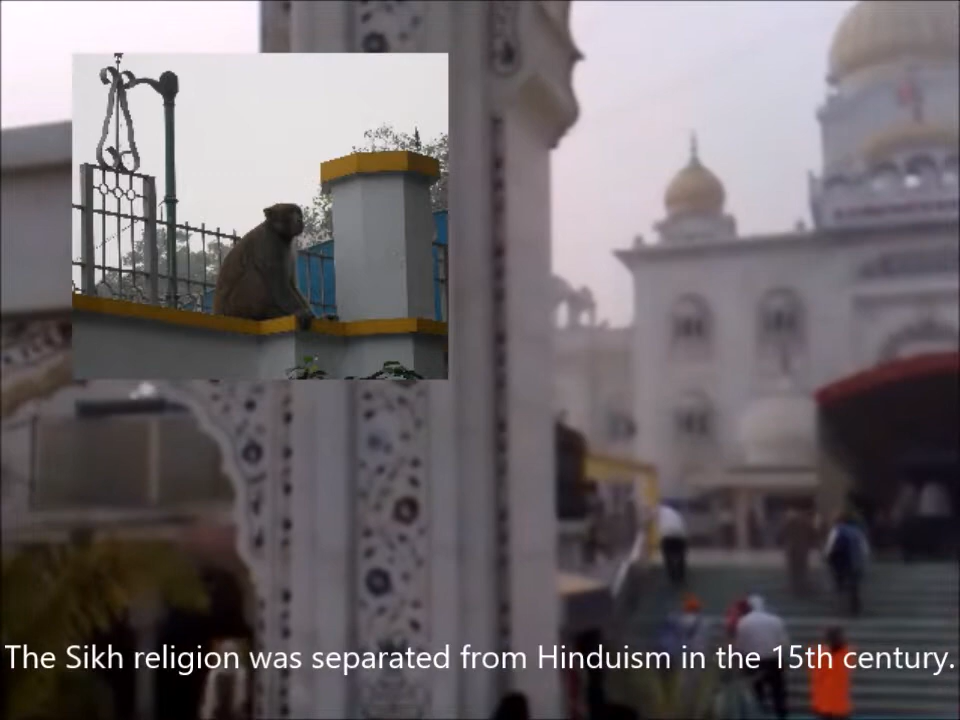 The Sikh religion was separated from Hinduism in the 15th century.